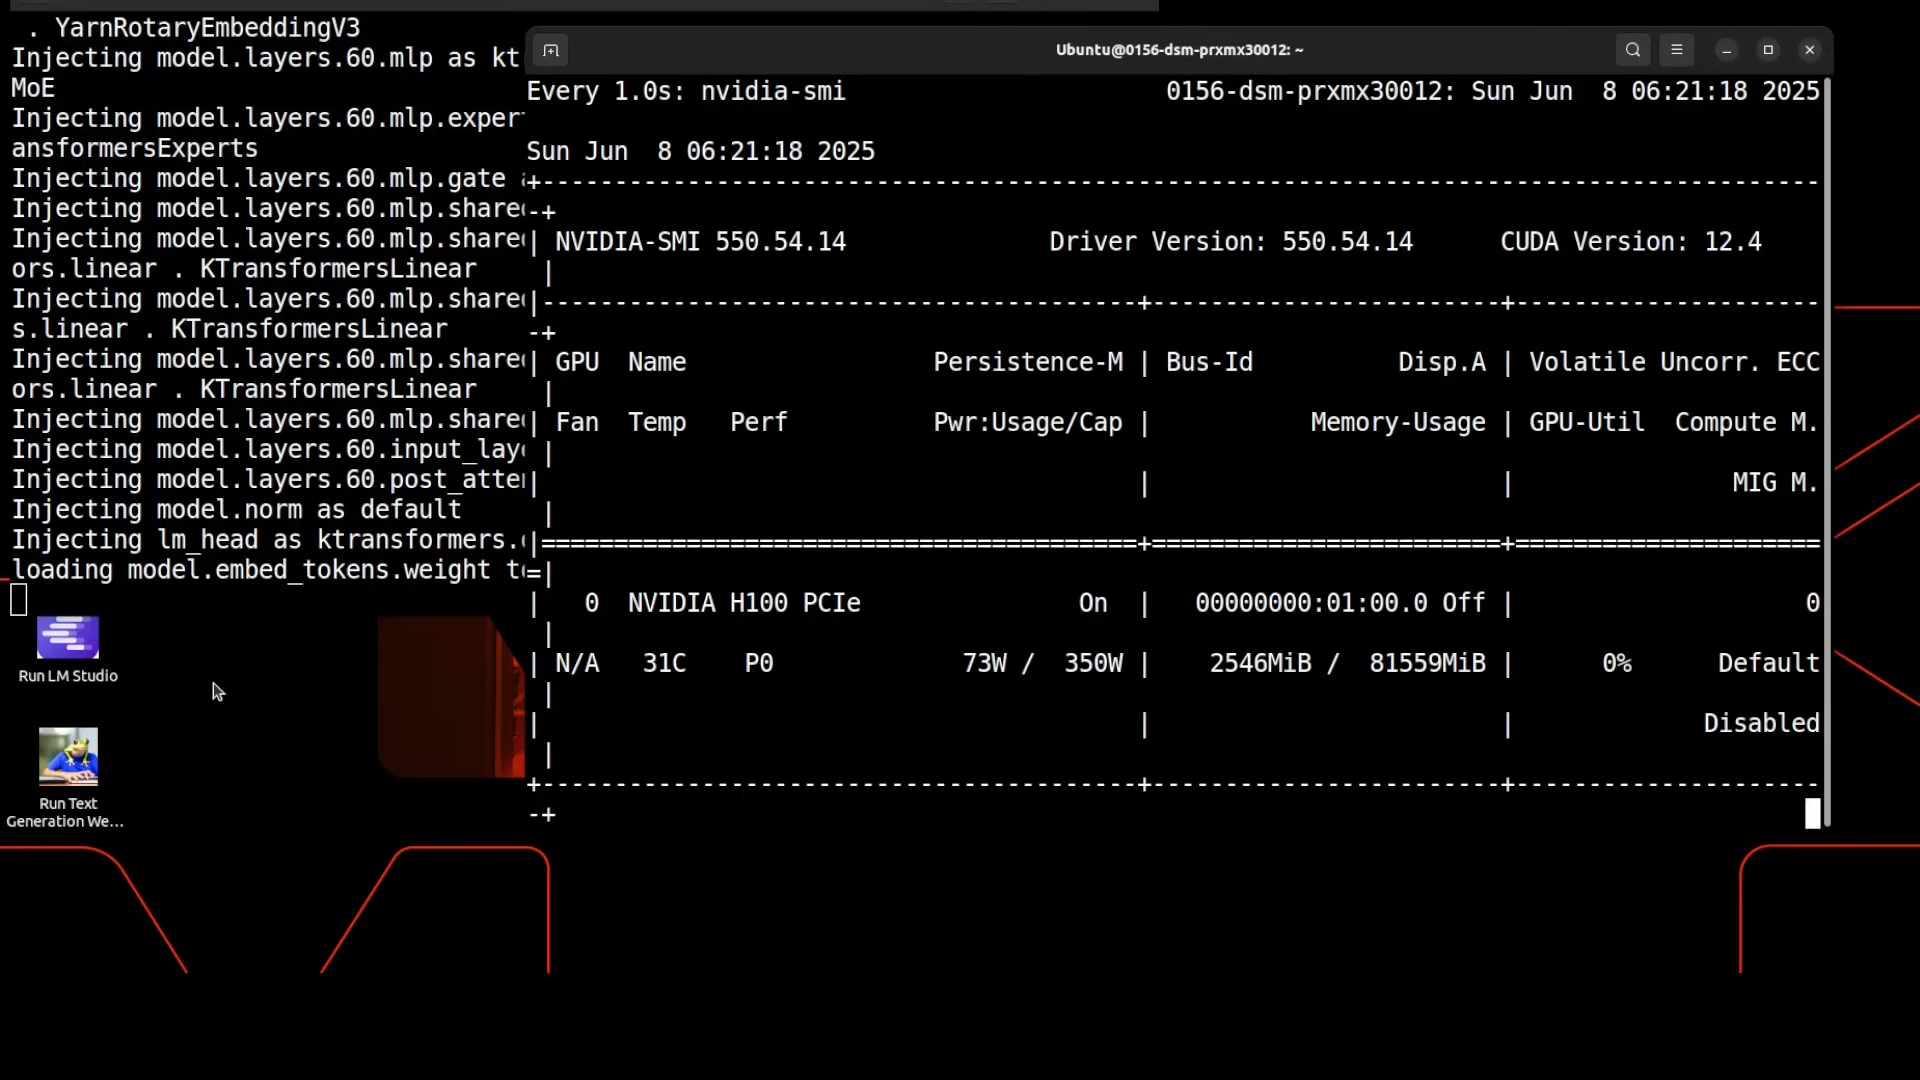 . YarnRotaryEmbeddingV3
Injecting model.layers.60.mlp as kt
MoE
Injecting model.layers.60.mlp.exper
ansformersExperts
Injecting model.layers.60.mlp.gate
Injecting model.layers.60.mlp.share
Injecting model.layers.60.mlp.share
ors.linear . KTransformersLinear
Injecting model.layers.60.mlp.share
s.linear . KTransformersLinear
Injecting model.layers.60.mlp.share
ors.linear . KTransformersLinear
Injecting model.layers.60.mlp.share
Injecting model.layers.60.input_lay
Injecting model.layers.60.post_atte
Injecting model.norm as default
Injecting lm_head as ktransformers.
loading model.embed_tokens.weight t
Run LM Studio
Run Text
Generation We...
Ubuntu@0156-dsm-prxmx30012: ~
Every 1.0s: nvidia-smi 0156-dsm-prxmx30012: Sun Jun  8 06:21:18 2025
Sun Jun  8 06:21:18 2025
+-----------------------------------------------------------------------------------------
-+
| NVIDIA-SMI 550.54.14              Driver Version: 550.54.14      CUDA Version: 12.4
 |
|-----------------------------------------+------------------------+---------------------
-+
| GPU  Name                 Persistence-M | Bus-Id          Disp.A | Volatile Uncorr. ECC
 |
| Fan  Temp   Perf          Pwr:Usage/Cap |           Memory-Usage | GPU-Util  Compute M.
 |
|                                         |                        |               MIG M.
 |
|=========================================+========================+=====================
=|
|   0  NVIDIA H100 PCIe               On  |   00000000:01:00.0 Off |                    0
 |
| N/A   31C    P0             73W /  350W |    2546MiB /  81559MiB |      0%      Default
 |
|                                         |                        |             Disabled
 |
+-----------------------------------------+------------------------+---------------------
-+